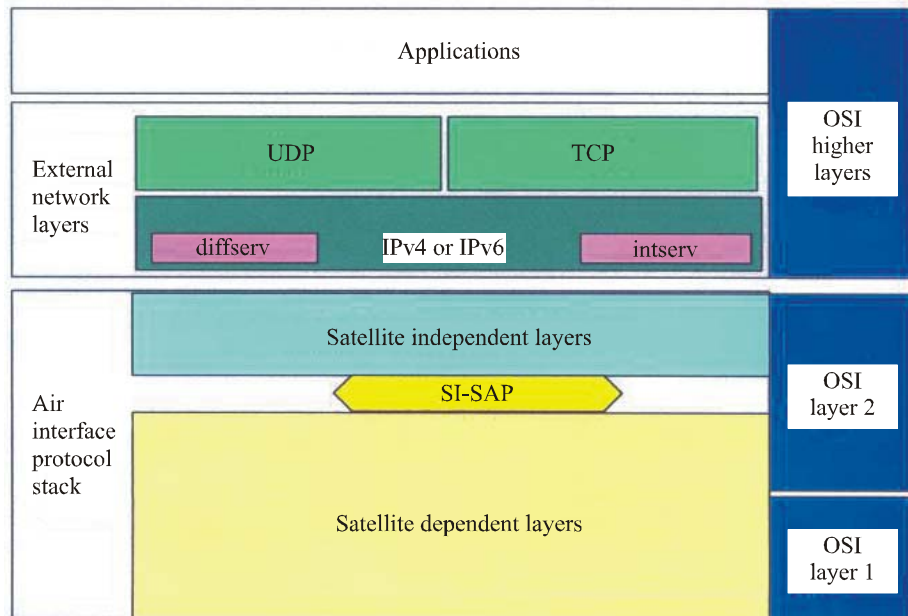 Applications
OSI
higher
layers
External
network
layers
UDP
TCP
diffserv
IPv4 or IPv6
intserv
Air
interface
protocol
stack
Satellite independent layers
SI-SAP
OSI
layer 2
Satellite dependent layers
OSI
layer 1